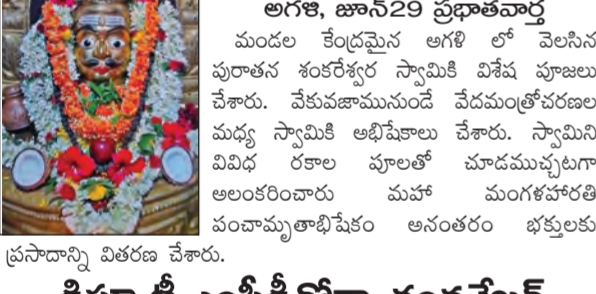 అగళి, జూన్29 ప్రభాతవార్త
మండల కేంద్రమైన అగళి లో వెలసిన
పురాతన శంకరేశ్వర స్వామికి విశేష పూజలు
చేశారు. వేకువజామునుండే వేదమంత్రోచరణల
మధ్య స్వామికి అభిషేకాలు చేశారు. స్వామిని
వివిధ రకాల పూలతో చూడముచ్చటగా
అలంకరించారు మహా మంగళహారతి
పంచామృతాభిషేకం అనంతరం భక్తులకు
ప్రసాదాన్ని వితరణ చేశారు.